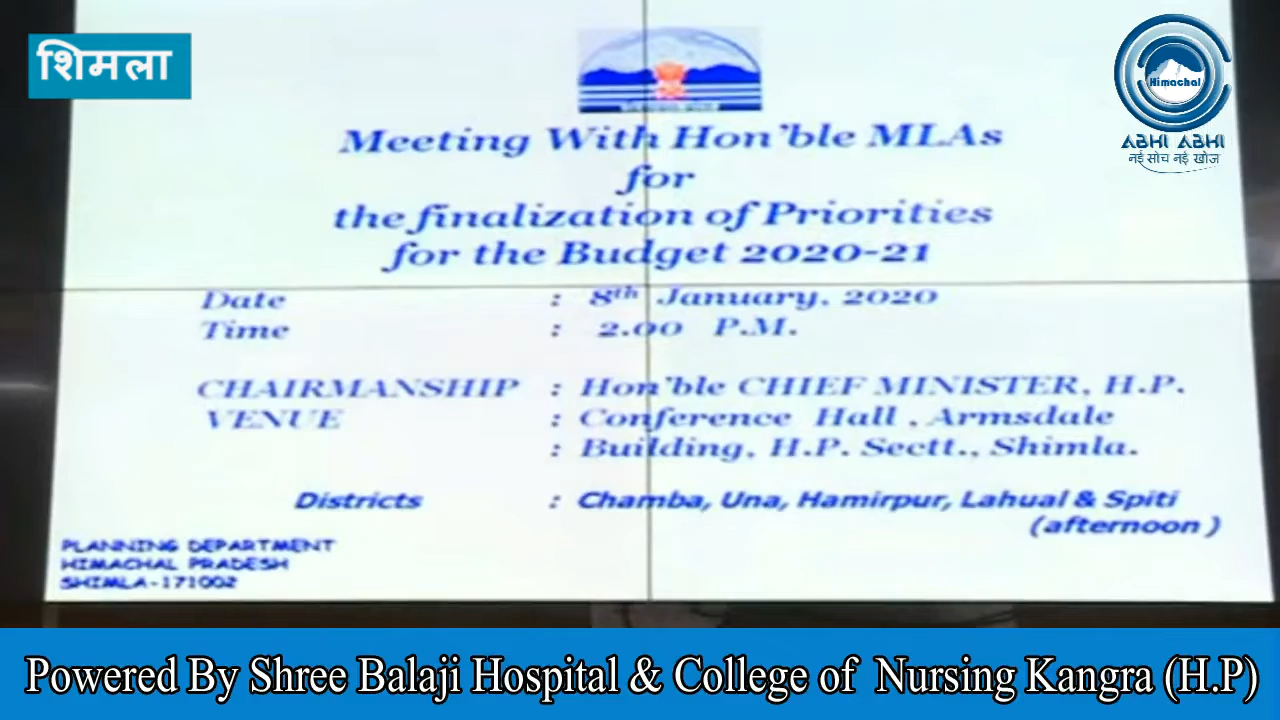 शिमला
Himachal
ABHI ABHI
नई सोच नई खोज
Meeting With Hon'ble MLAs
for
the finalization of Priorities
for the Budget 2020-21
Date : 8th January, 2020
Time : 2.00 P.M.
CHAIRMANSHIP : Hon'ble CHIEF MINISTER, H.P.
VENUE : Conference Hall , Armsdale
: Building, H.P. Sectt., Shimla.
Districts : Chamba, Una, Hamirpur, Lahual & Spiti
(afternoon)
PLANNING DEPARTMENT
HIMACHAL PRADESH
SHIMLA-171002
Powered By Shree Balaji Hospital & College of Nursing Kangra (H.P)